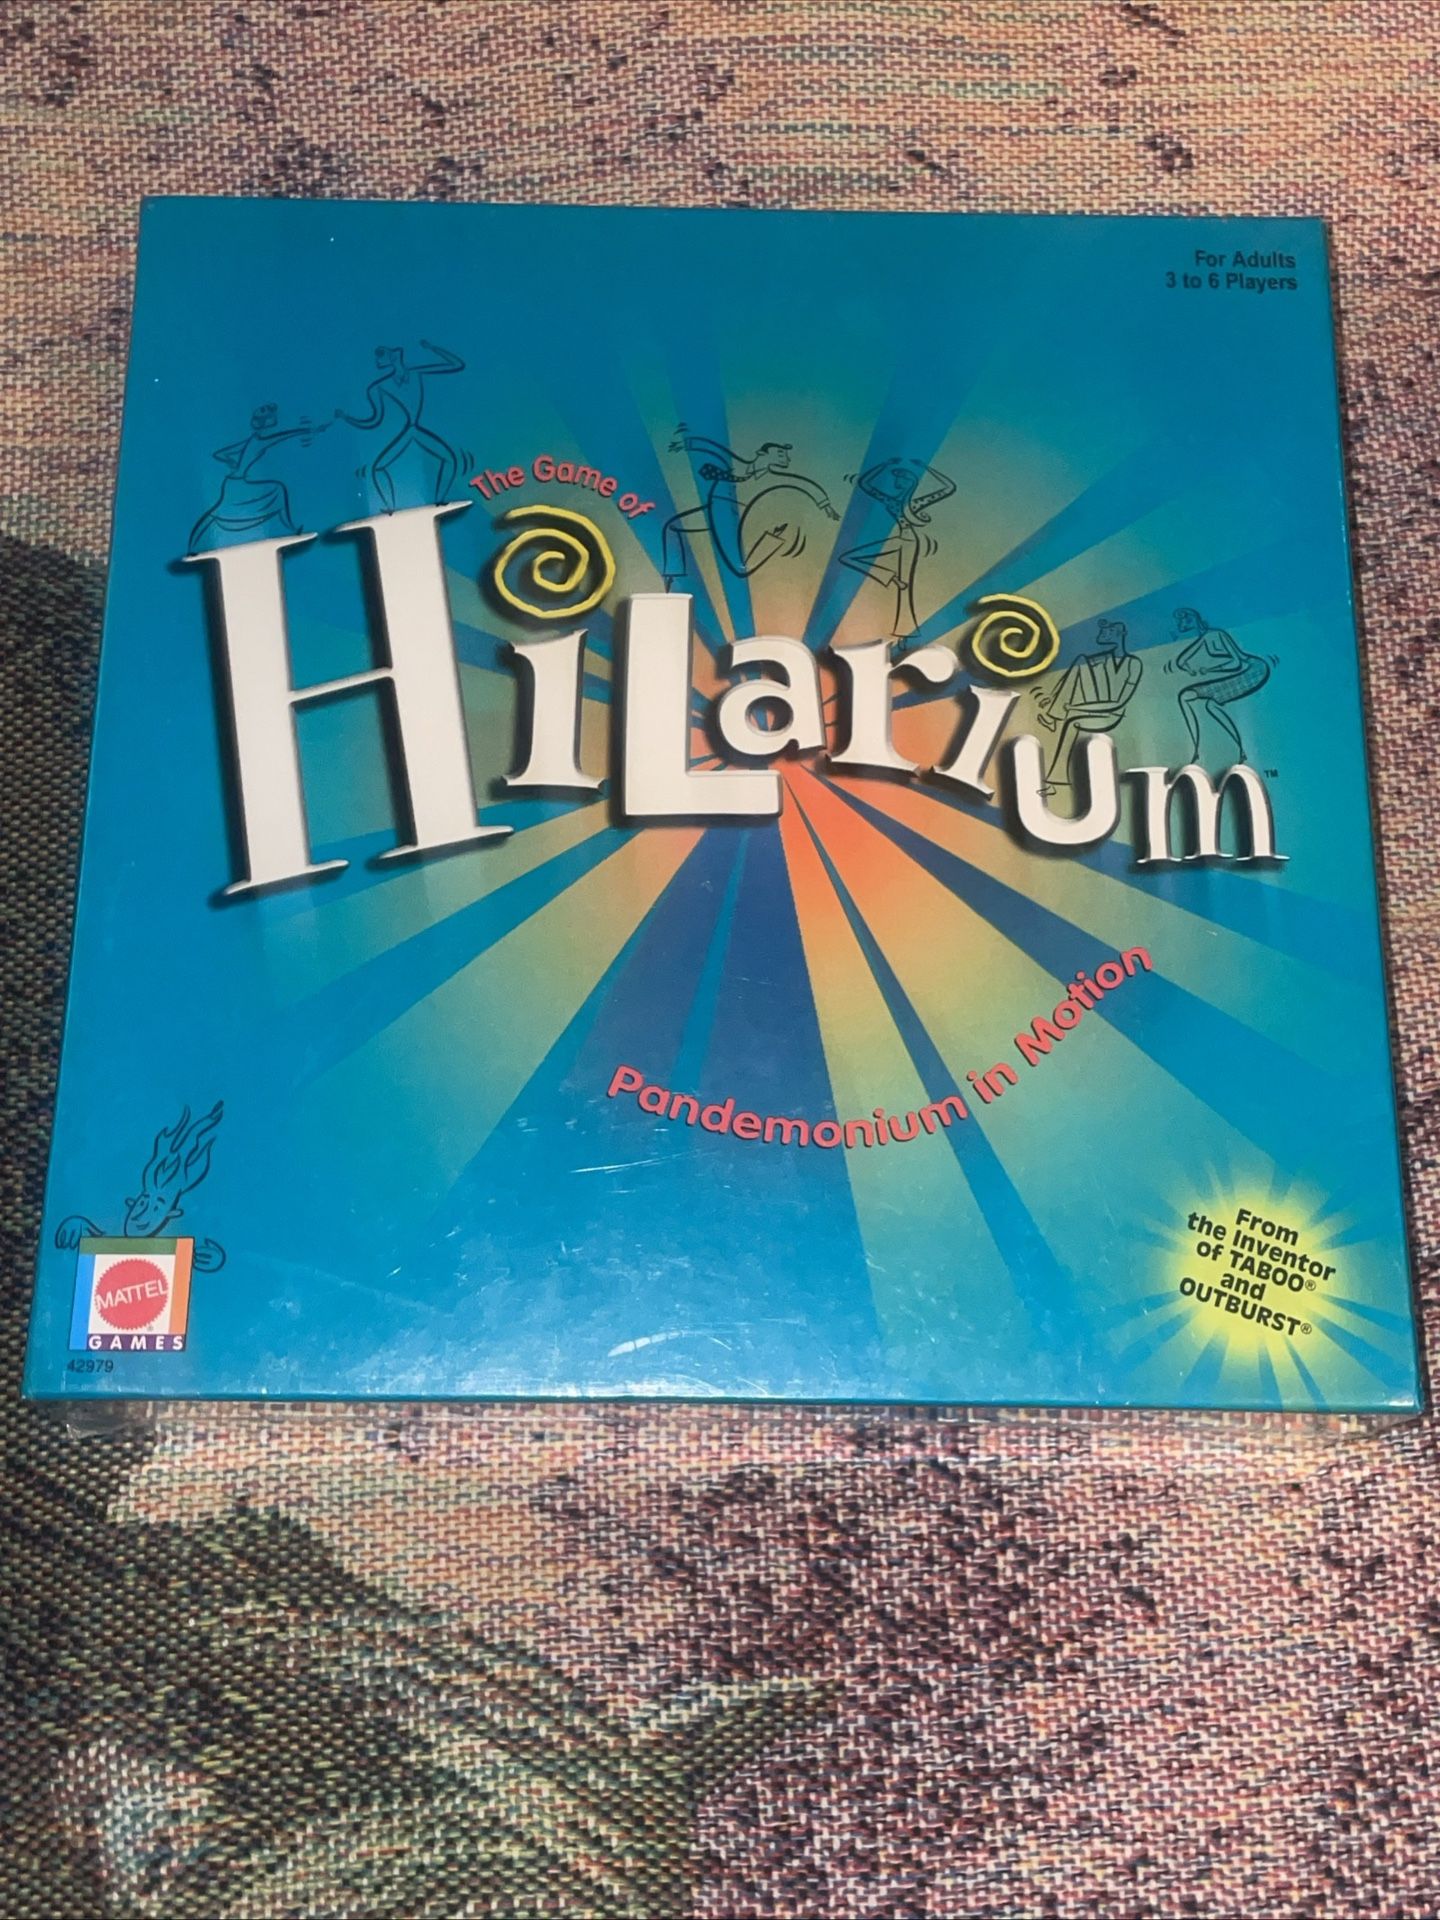 For Adults
3 to 6 Players
The Game of
HiLarium™
Pandemonium in Motion
From
the Inventor
of TABOO®
and
OUTBURST®
MATTEL®
GAMES
42979